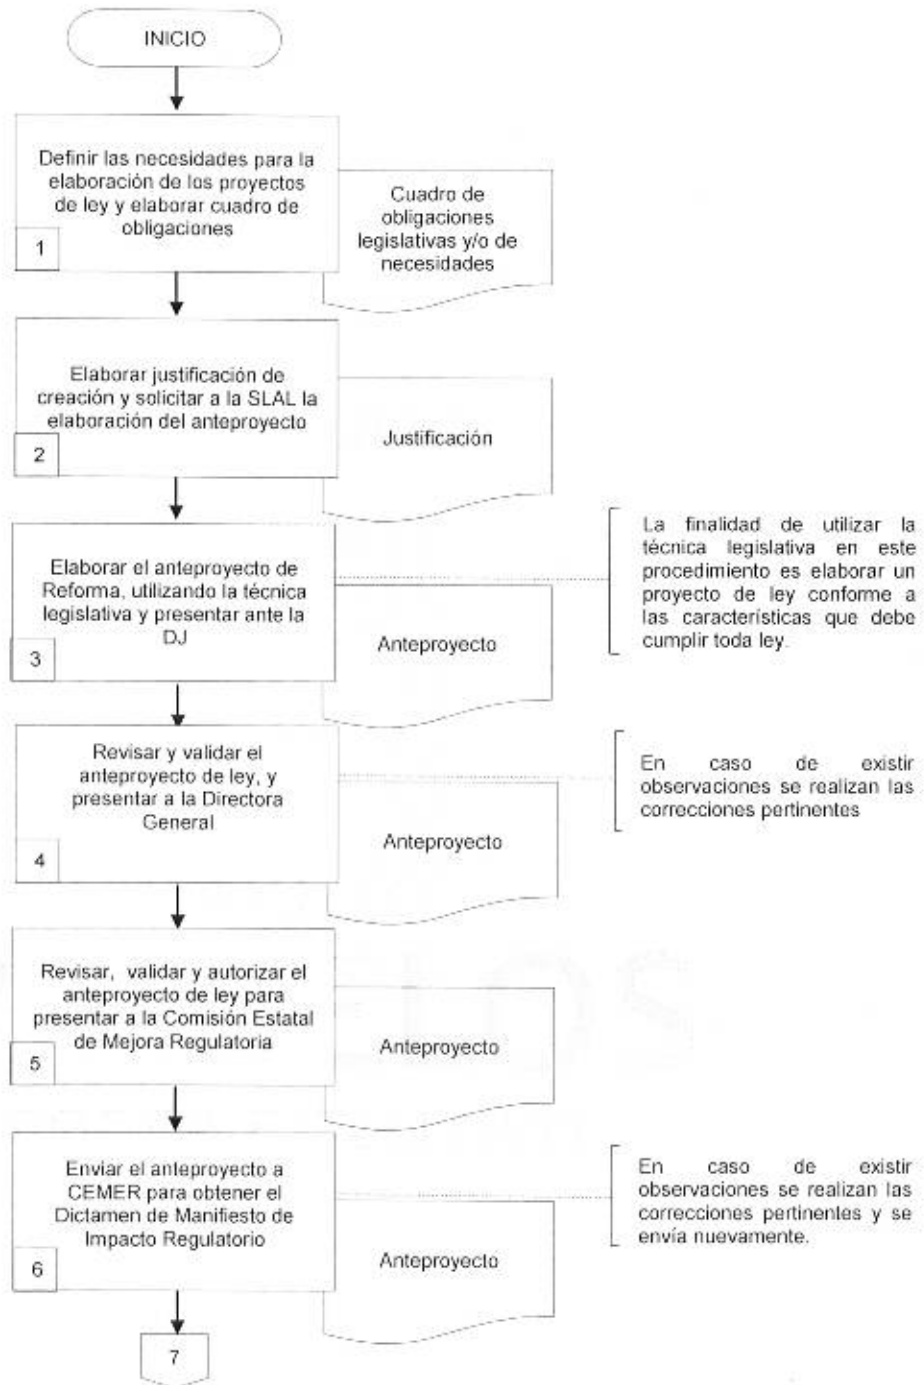 INICIO
Definir las necesidades para la
elaboración de los proyectos
de ley y elaborar cuadro de
obligaciones
1
Cuadro de
obligaciones
legislativas y/o de
necesidades
Elaborar justificación de
creación y solicitar a la SLAL la
elaboración del anteproyecto
2
Justificación
Elaborar el anteproyecto de
Reforma, utilizando la técnica
legislativa y presentar ante la
DJ
3
Anteproyecto
La finalidad de utilizar la
técnica legislativa en este
procedimiento es elaborar un
proyecto de ley conforme a
las características que debe
cumplir toda ley.
Revisar y validar el
anteproyecto de ley, y
presentar a la Directora
General
4
Anteproyecto
En caso de existir
observaciones se realizan las
correcciones pertinentes
Revisar, validar y autorizar el
anteproyecto de ley para
presentar a la Comisión Estatal
de Mejora Regulatoria
5
Anteproyecto
Enviar el anteproyecto a
CEMER para obtener el
Dictamen de Manifiesto de
Impacto Regulatorio
6
Anteproyecto
En caso de existir
observaciones se realizan las
correcciones pertinentes y se
envía nuevamente.
7